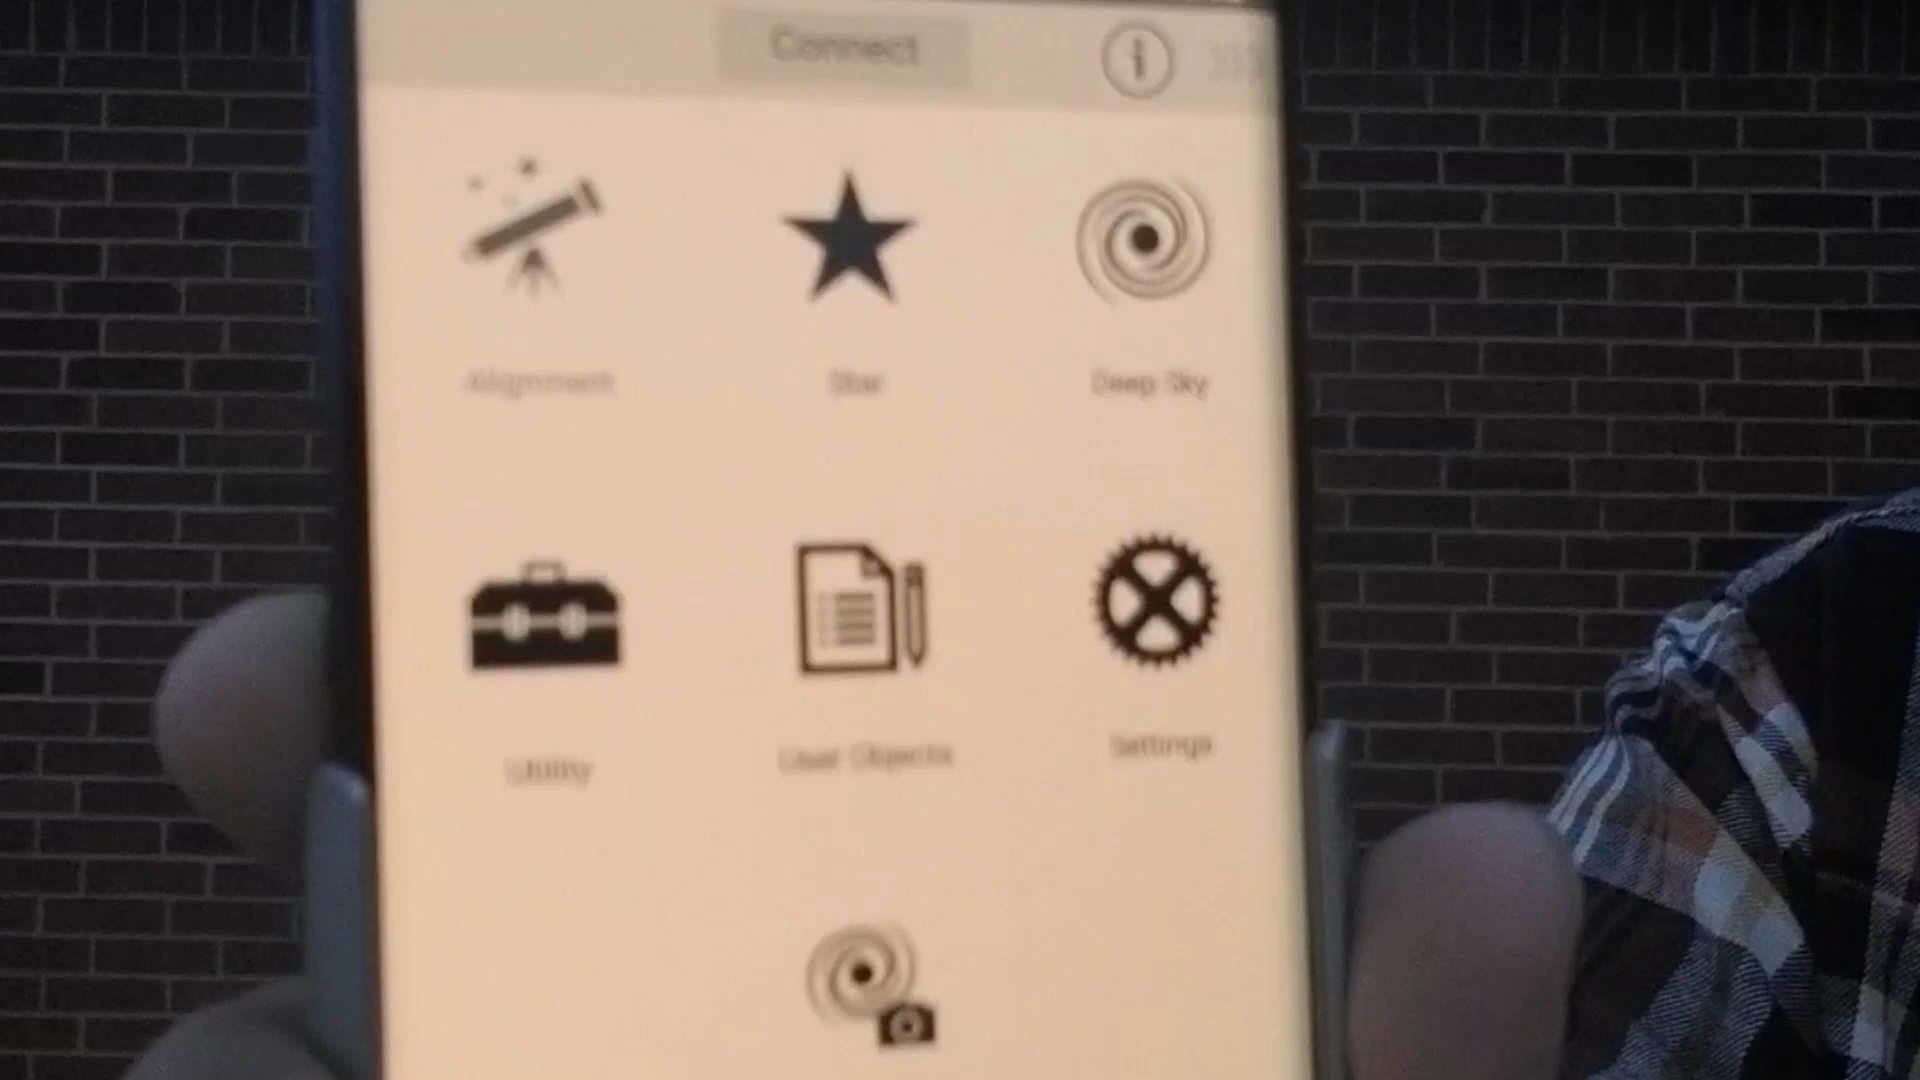 Connect
i
Alignment
Star
Deep Sky
Utility
User Objects
Settings